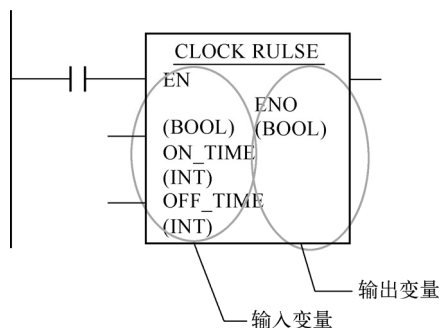 CLOCK RULSE
EN
ENO
(BOOL)
(BOOL)
ON_TIME
(INT)
OFF_TIME
(INT)
输出变量
输入变量